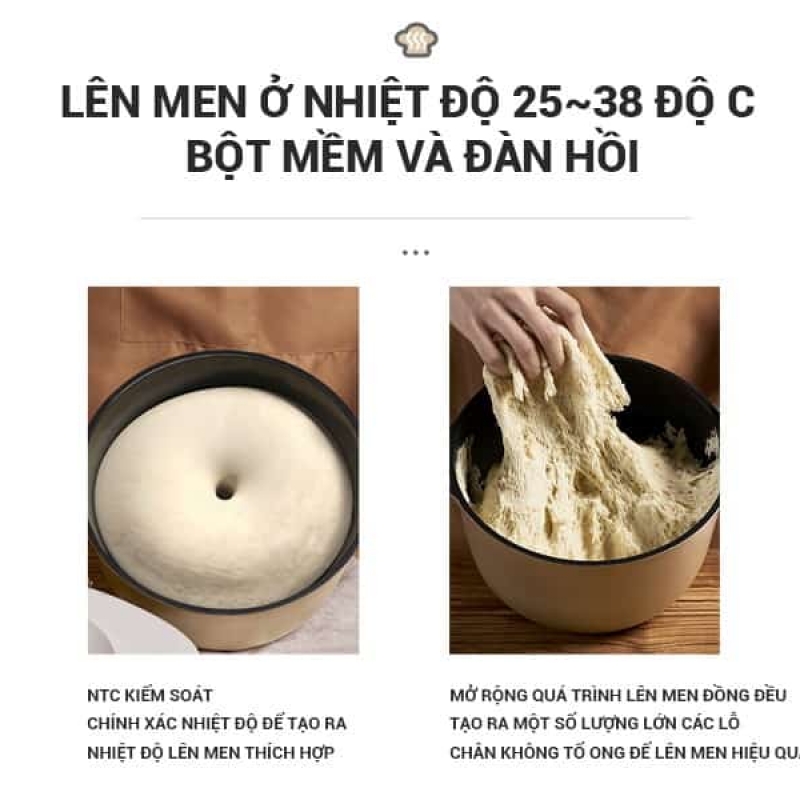 LÊN MEN Ở NHIỆT ĐỘ 25~38 ĐỘ C
BỘT MỀM VÀ ĐÀN HỒI
NTC KIỂM SOÁT
CHÍNH XÁC NHIỆT ĐỘ ĐỂ TẠO RA
NHIỆT ĐỘ LÊN MEN THÍCH HỢP
MỞ RỘNG QUÁ TRÌNH LÊN MEN ĐỒNG ĐỀU
TẠO RA MỘT SỐ LƯỢNG LỚN CÁC LỖ
CHÂN KHÔNG TỔ ONG ĐỂ LÊN MEN HIỆU